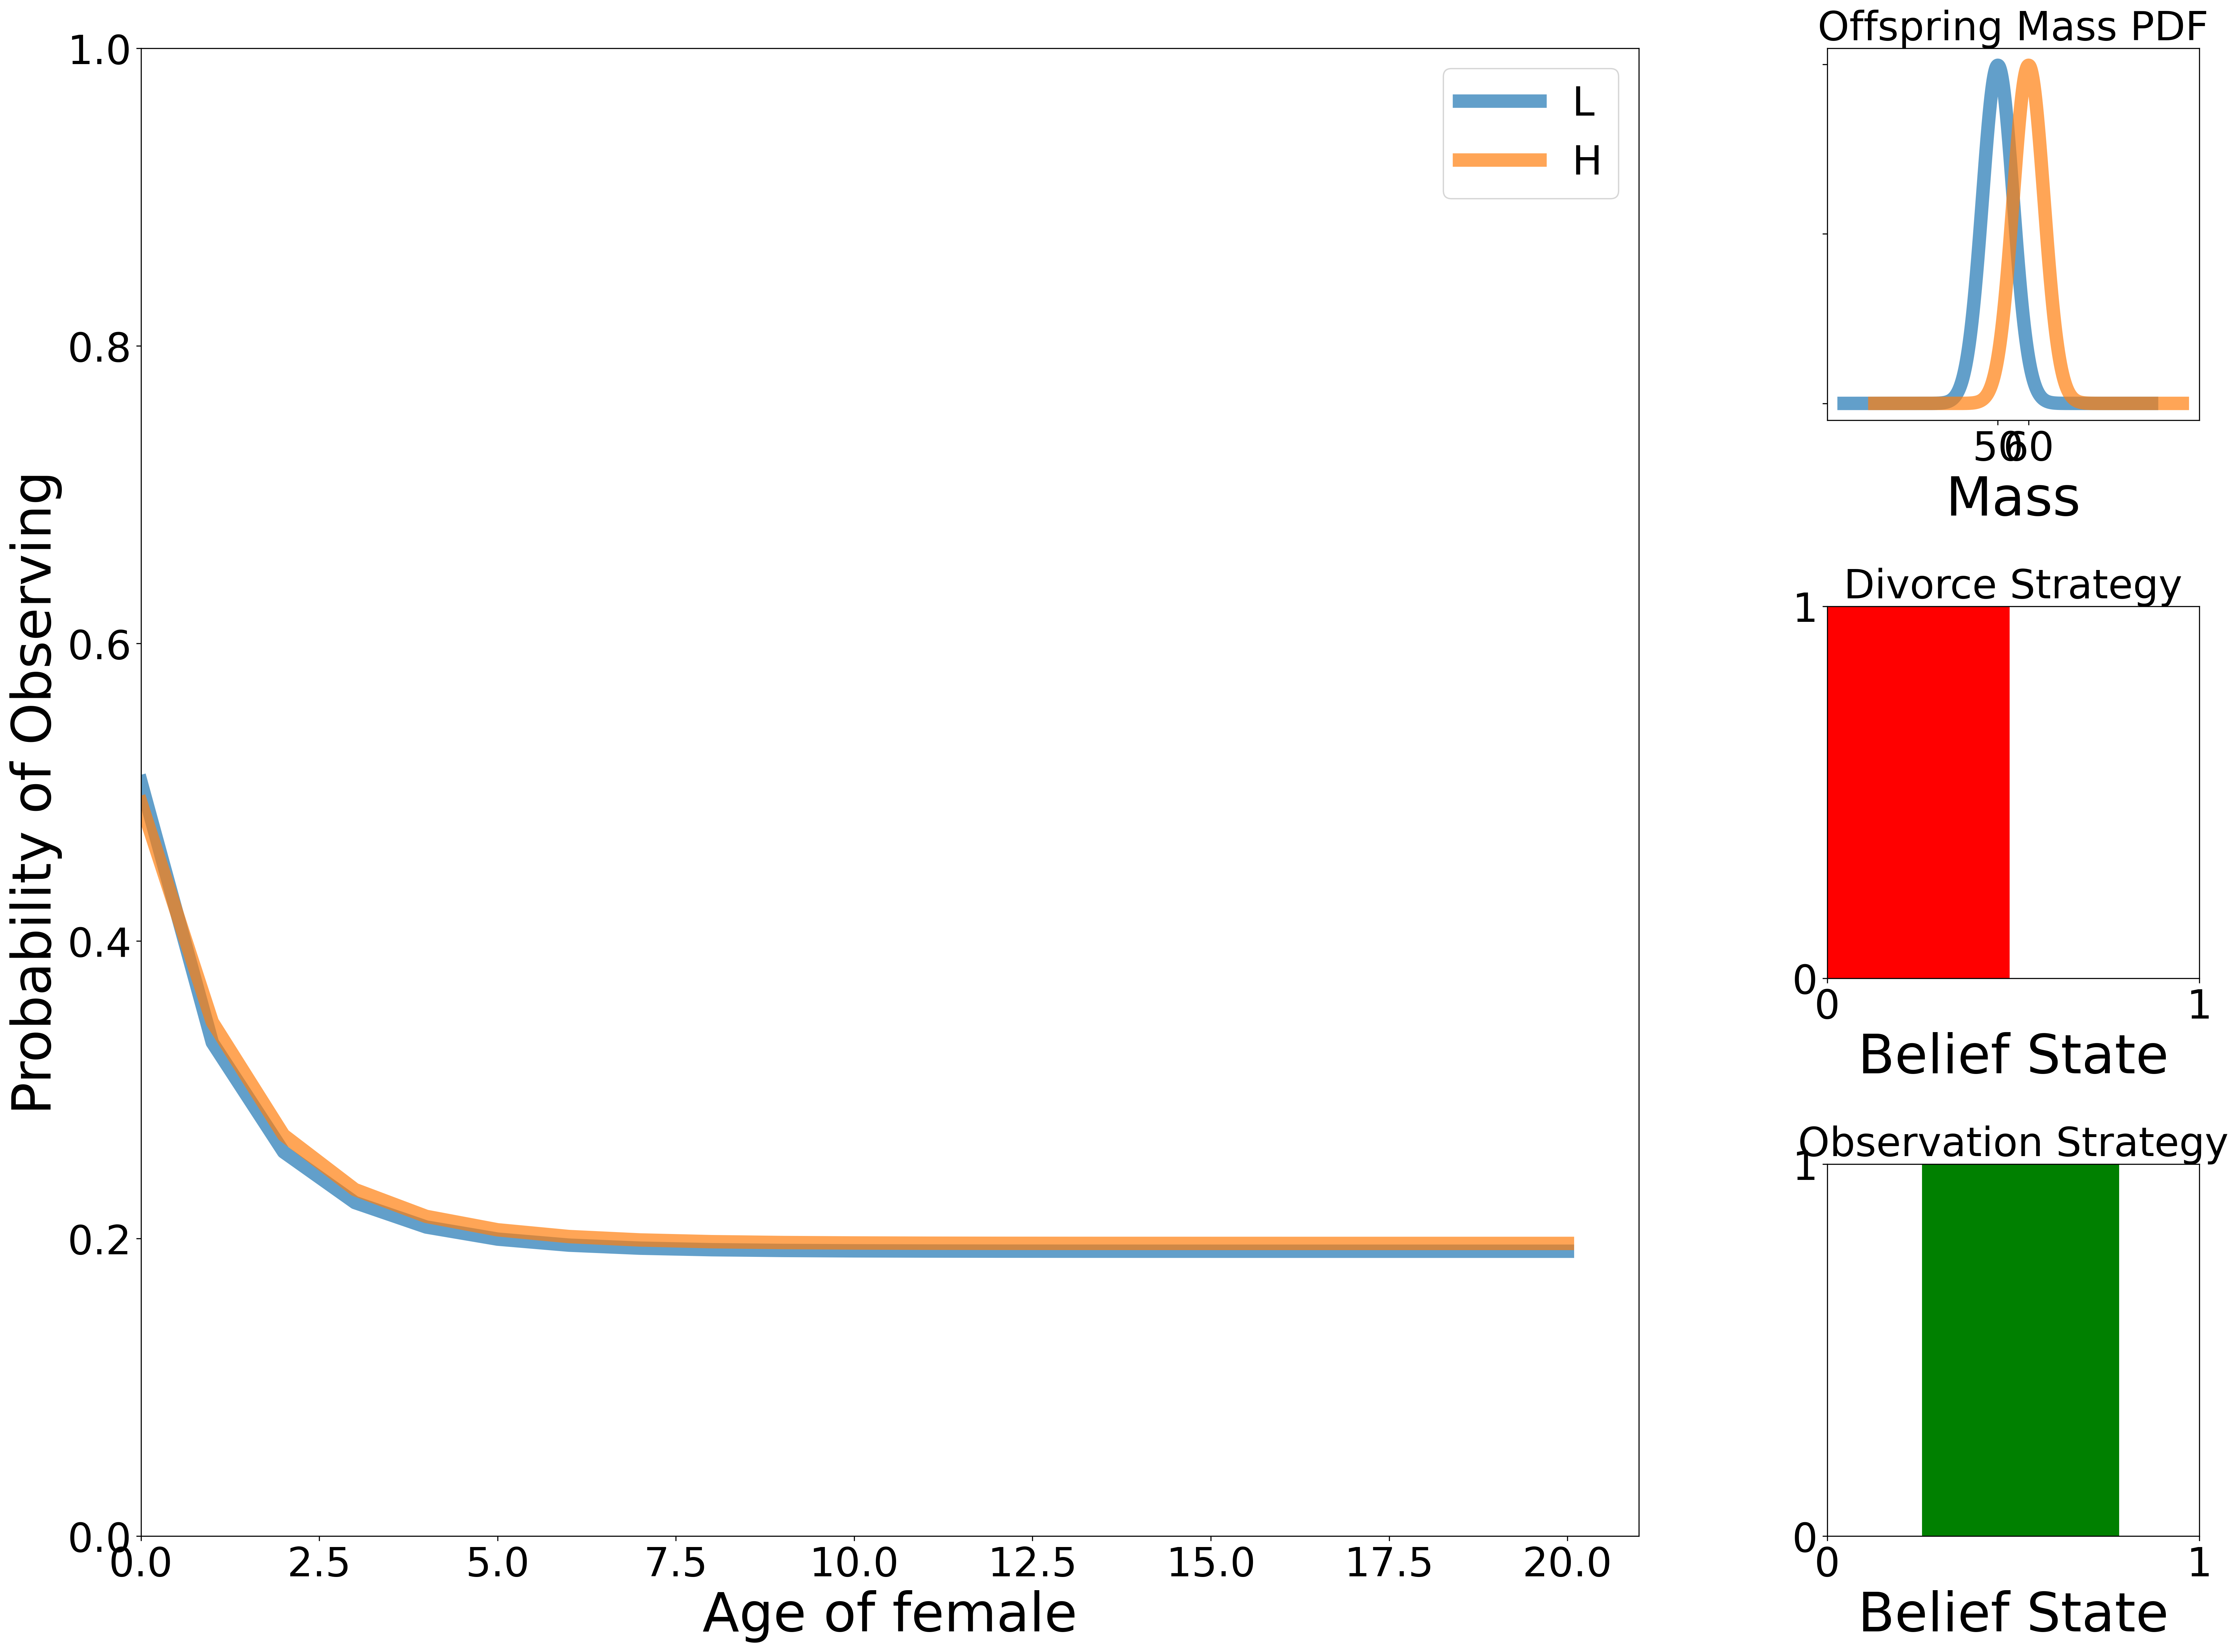 1.0
0.8
0.6
0.4
0.2
0.0
Probability of Observing
0.0 2.5 5.0 7.5 10.0 12.5 15.0 17.5 20.0
Age of female
L
H
Offspring Mass PDF
50 60
Mass
Divorce Strategy
1
0
0 1
Belief State
Observation Strategy
1
0
0 1
Belief State